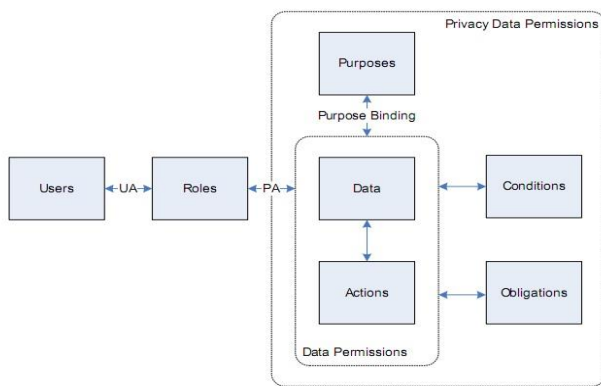 Privacy Data Permissions
Purposes
Purpose Binding
Users
UA
Roles
PA
Data
Conditions
Actions
Obligations
Data Permissions